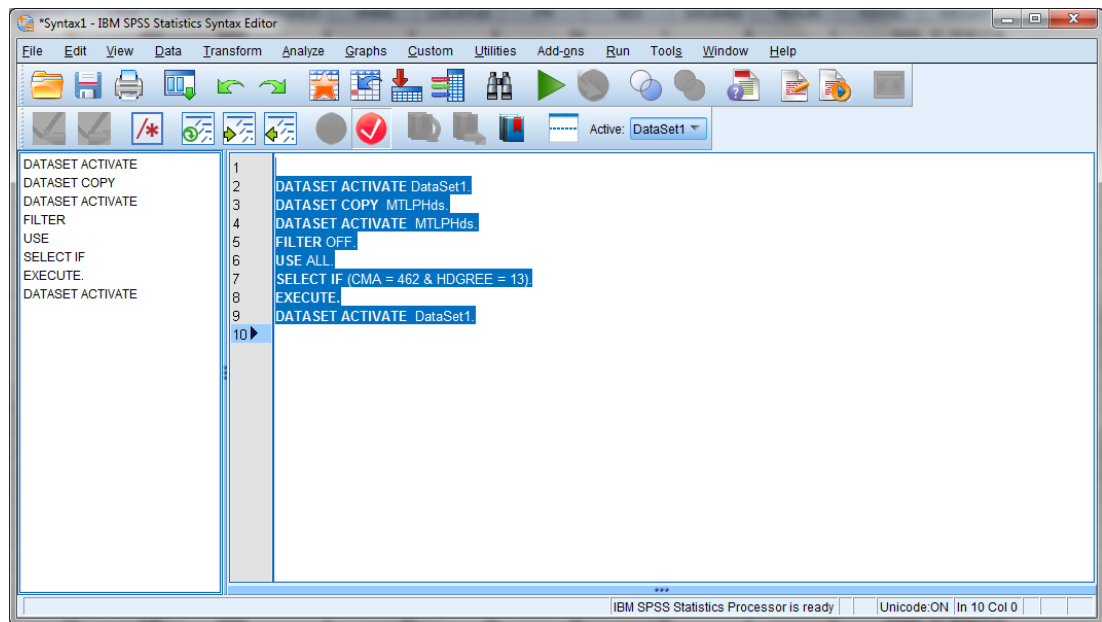 *Syntax1 - IBM SPSS Statistics Syntax Editor
File Edit View Data Transform Analyze Graphs Custom Utilities Add-ons Run Tools Window Help
Active: DataSet1
DATASET ACTIVATE
DATASET COPY
DATASET ACTIVATE
FILTER
USE
SELECT IF
EXECUTE.
DATASET ACTIVATE
1
2 DATASET ACTIVATE DataSet1.
3 DATASET COPY MTLPHds.
4 DATASET ACTIVATE MTLPHds.
5 FILTER OFF.
6 USE ALL.
7 SELECT IF (CMA = 462 & HDGREE = 13).
8 EXECUTE.
9 DATASET ACTIVATE DataSet1.
10
IBM SPSS Statistics Processor is ready Unicode:ON In 10 Col 0